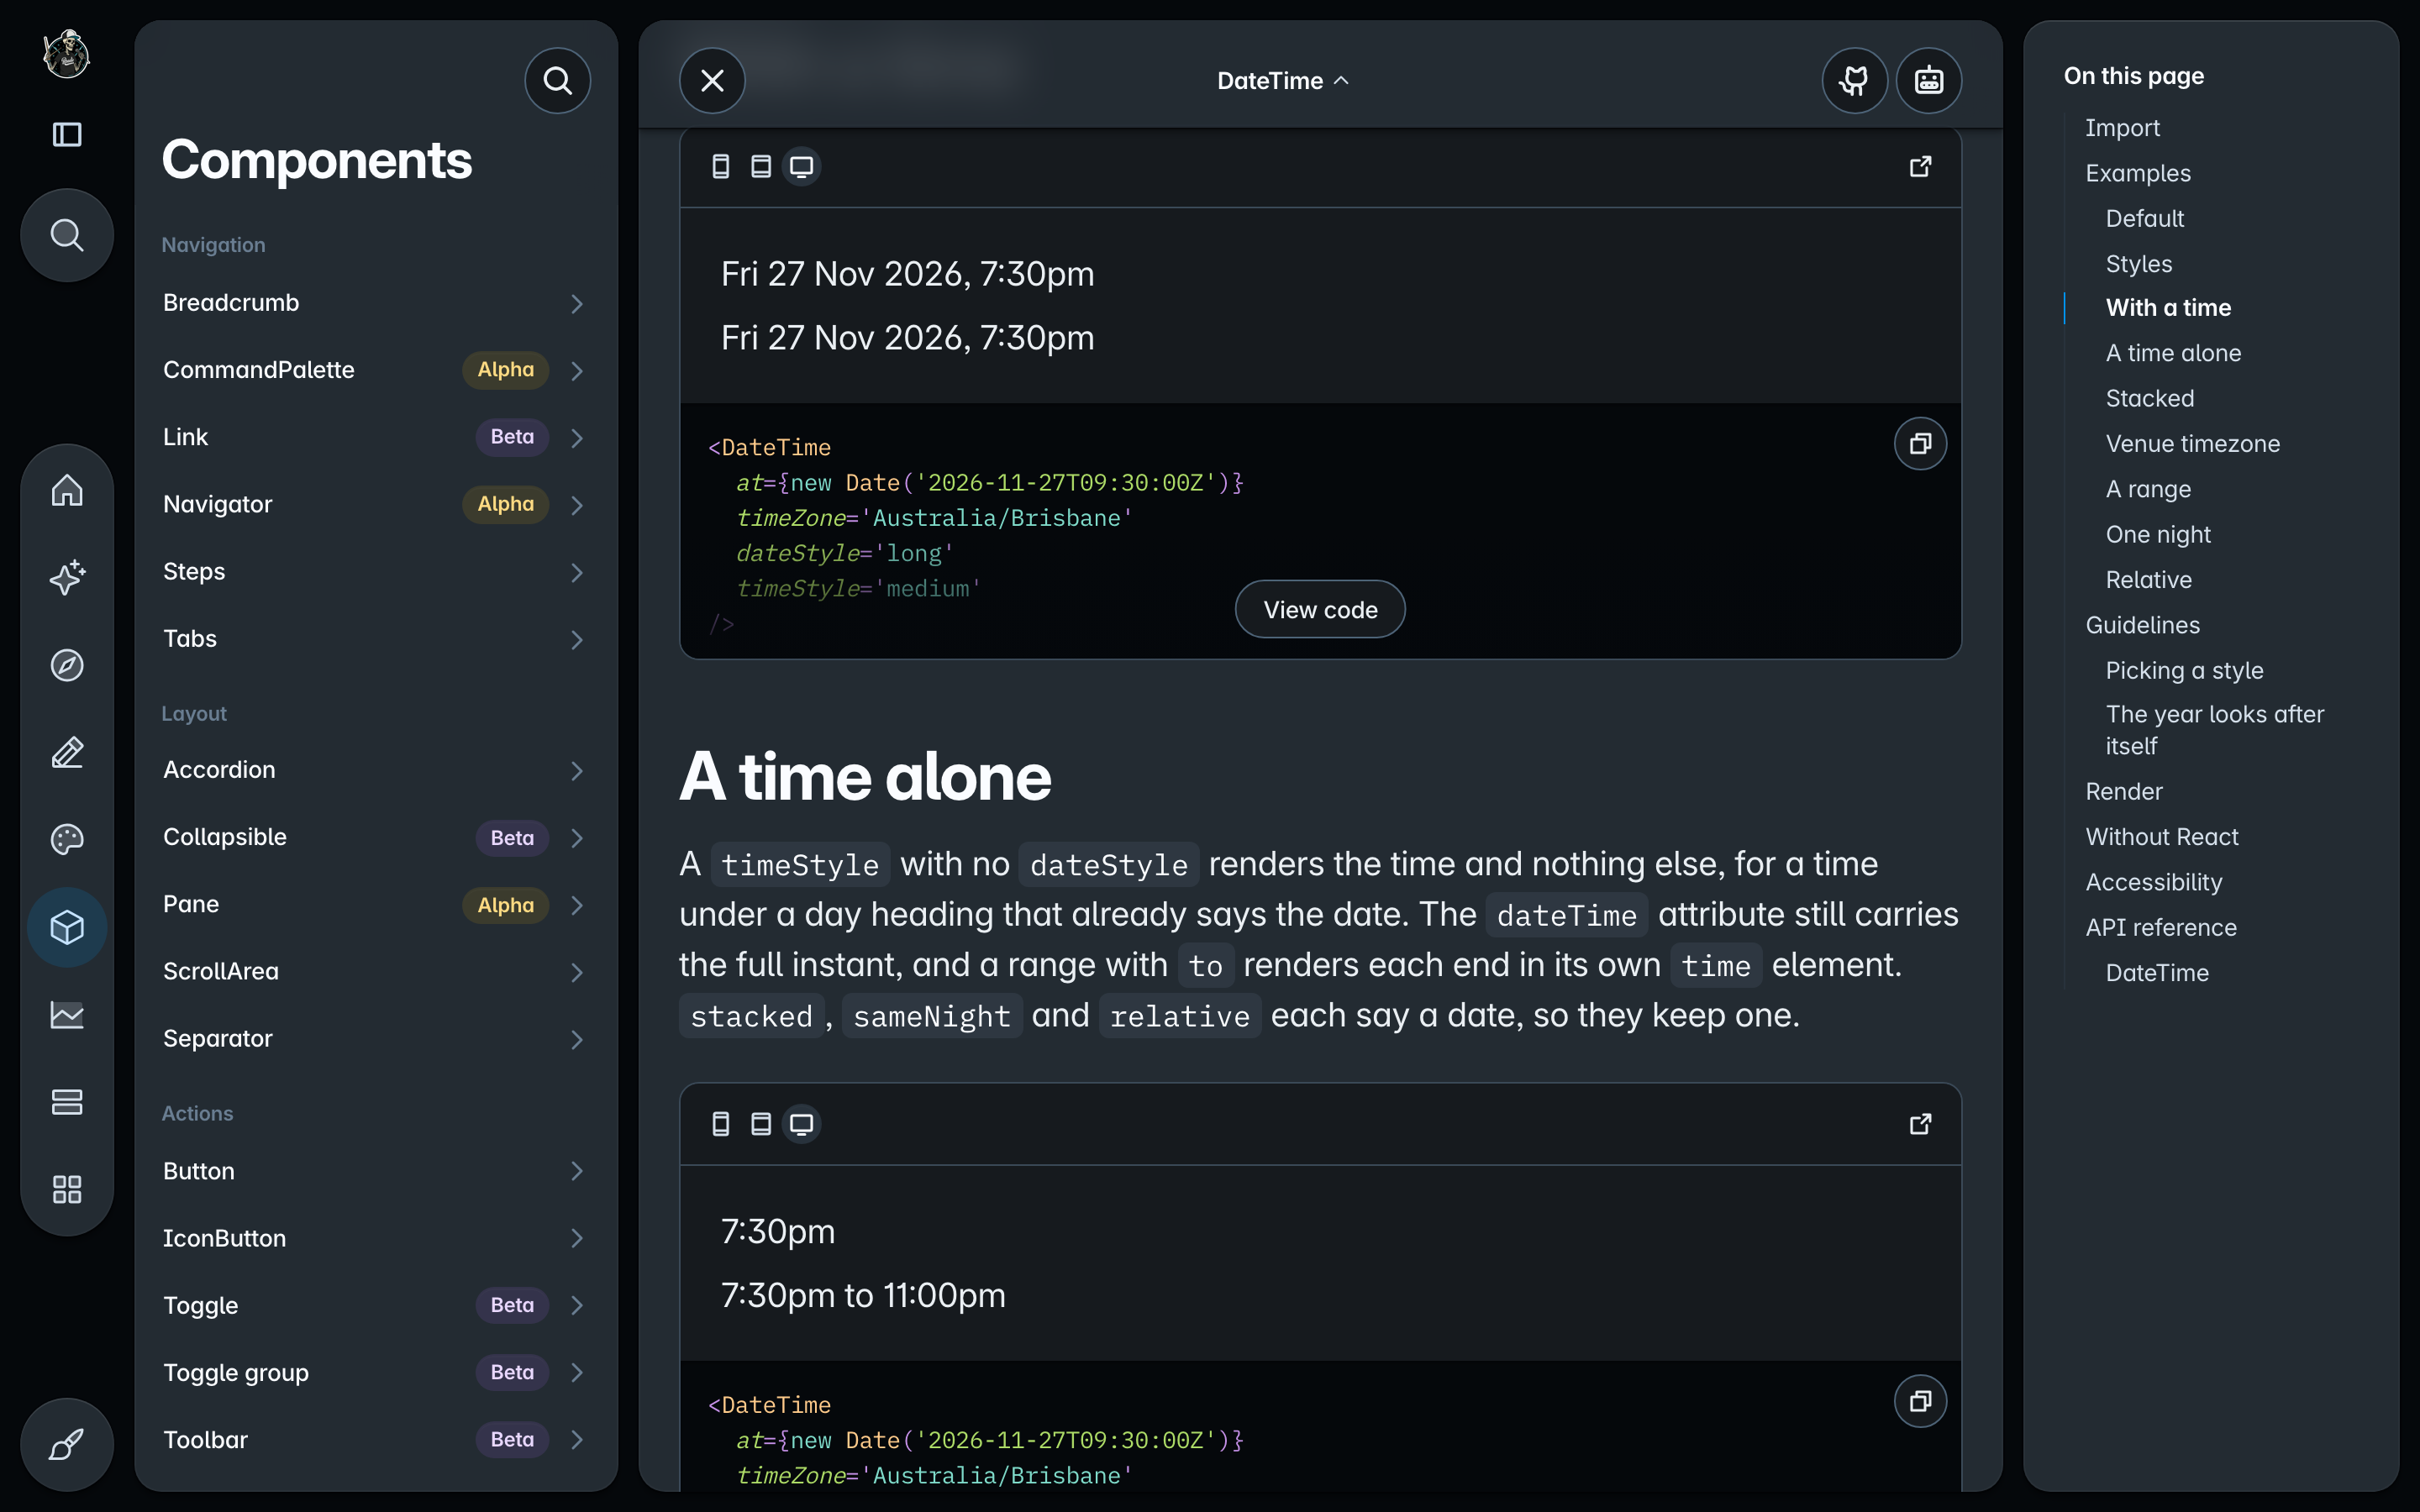 Components
Navigation
Breadcrumb
CommandPalette Alpha
Link Beta
Navigator Alpha
Steps
Tabs
Layout
Accordion
Collapsible Beta
Pane Alpha
ScrollArea
Separator
Actions
Button
IconButton
Toggle Beta
Toggle group Beta
Toolbar Beta
DateTime
Fri 27 Nov 2026, 7:30pm
Fri 27 Nov 2026, 7:30pm
<DateTime
at={new Date('2026-11-27T09:30:00Z')}
timeZone='Australia/Brisbane'
dateStyle='long'
timeStyle='medium'
/>
View code
A time alone
A timeStyle with no dateStyle renders the time and nothing else, for a time
under a day heading that already says the date. The dateTime attribute still carries
the full instant, and a range with to renders each end in its own time element.
stacked, sameNight and relative each say a date, so they keep one.
7:30pm
7:30pm to 11:00pm
<DateTime
at={new Date('2026-11-27T09:30:00Z')}
timeZone='Australia/Brisbane'
On this page
Import
Examples
Default
Styles
With a time
A time alone
Stacked
Venue timezone
A range
One night
Relative
Guidelines
Picking a style
The year looks after
itself
Render
Without React
Accessibility
API reference
DateTime